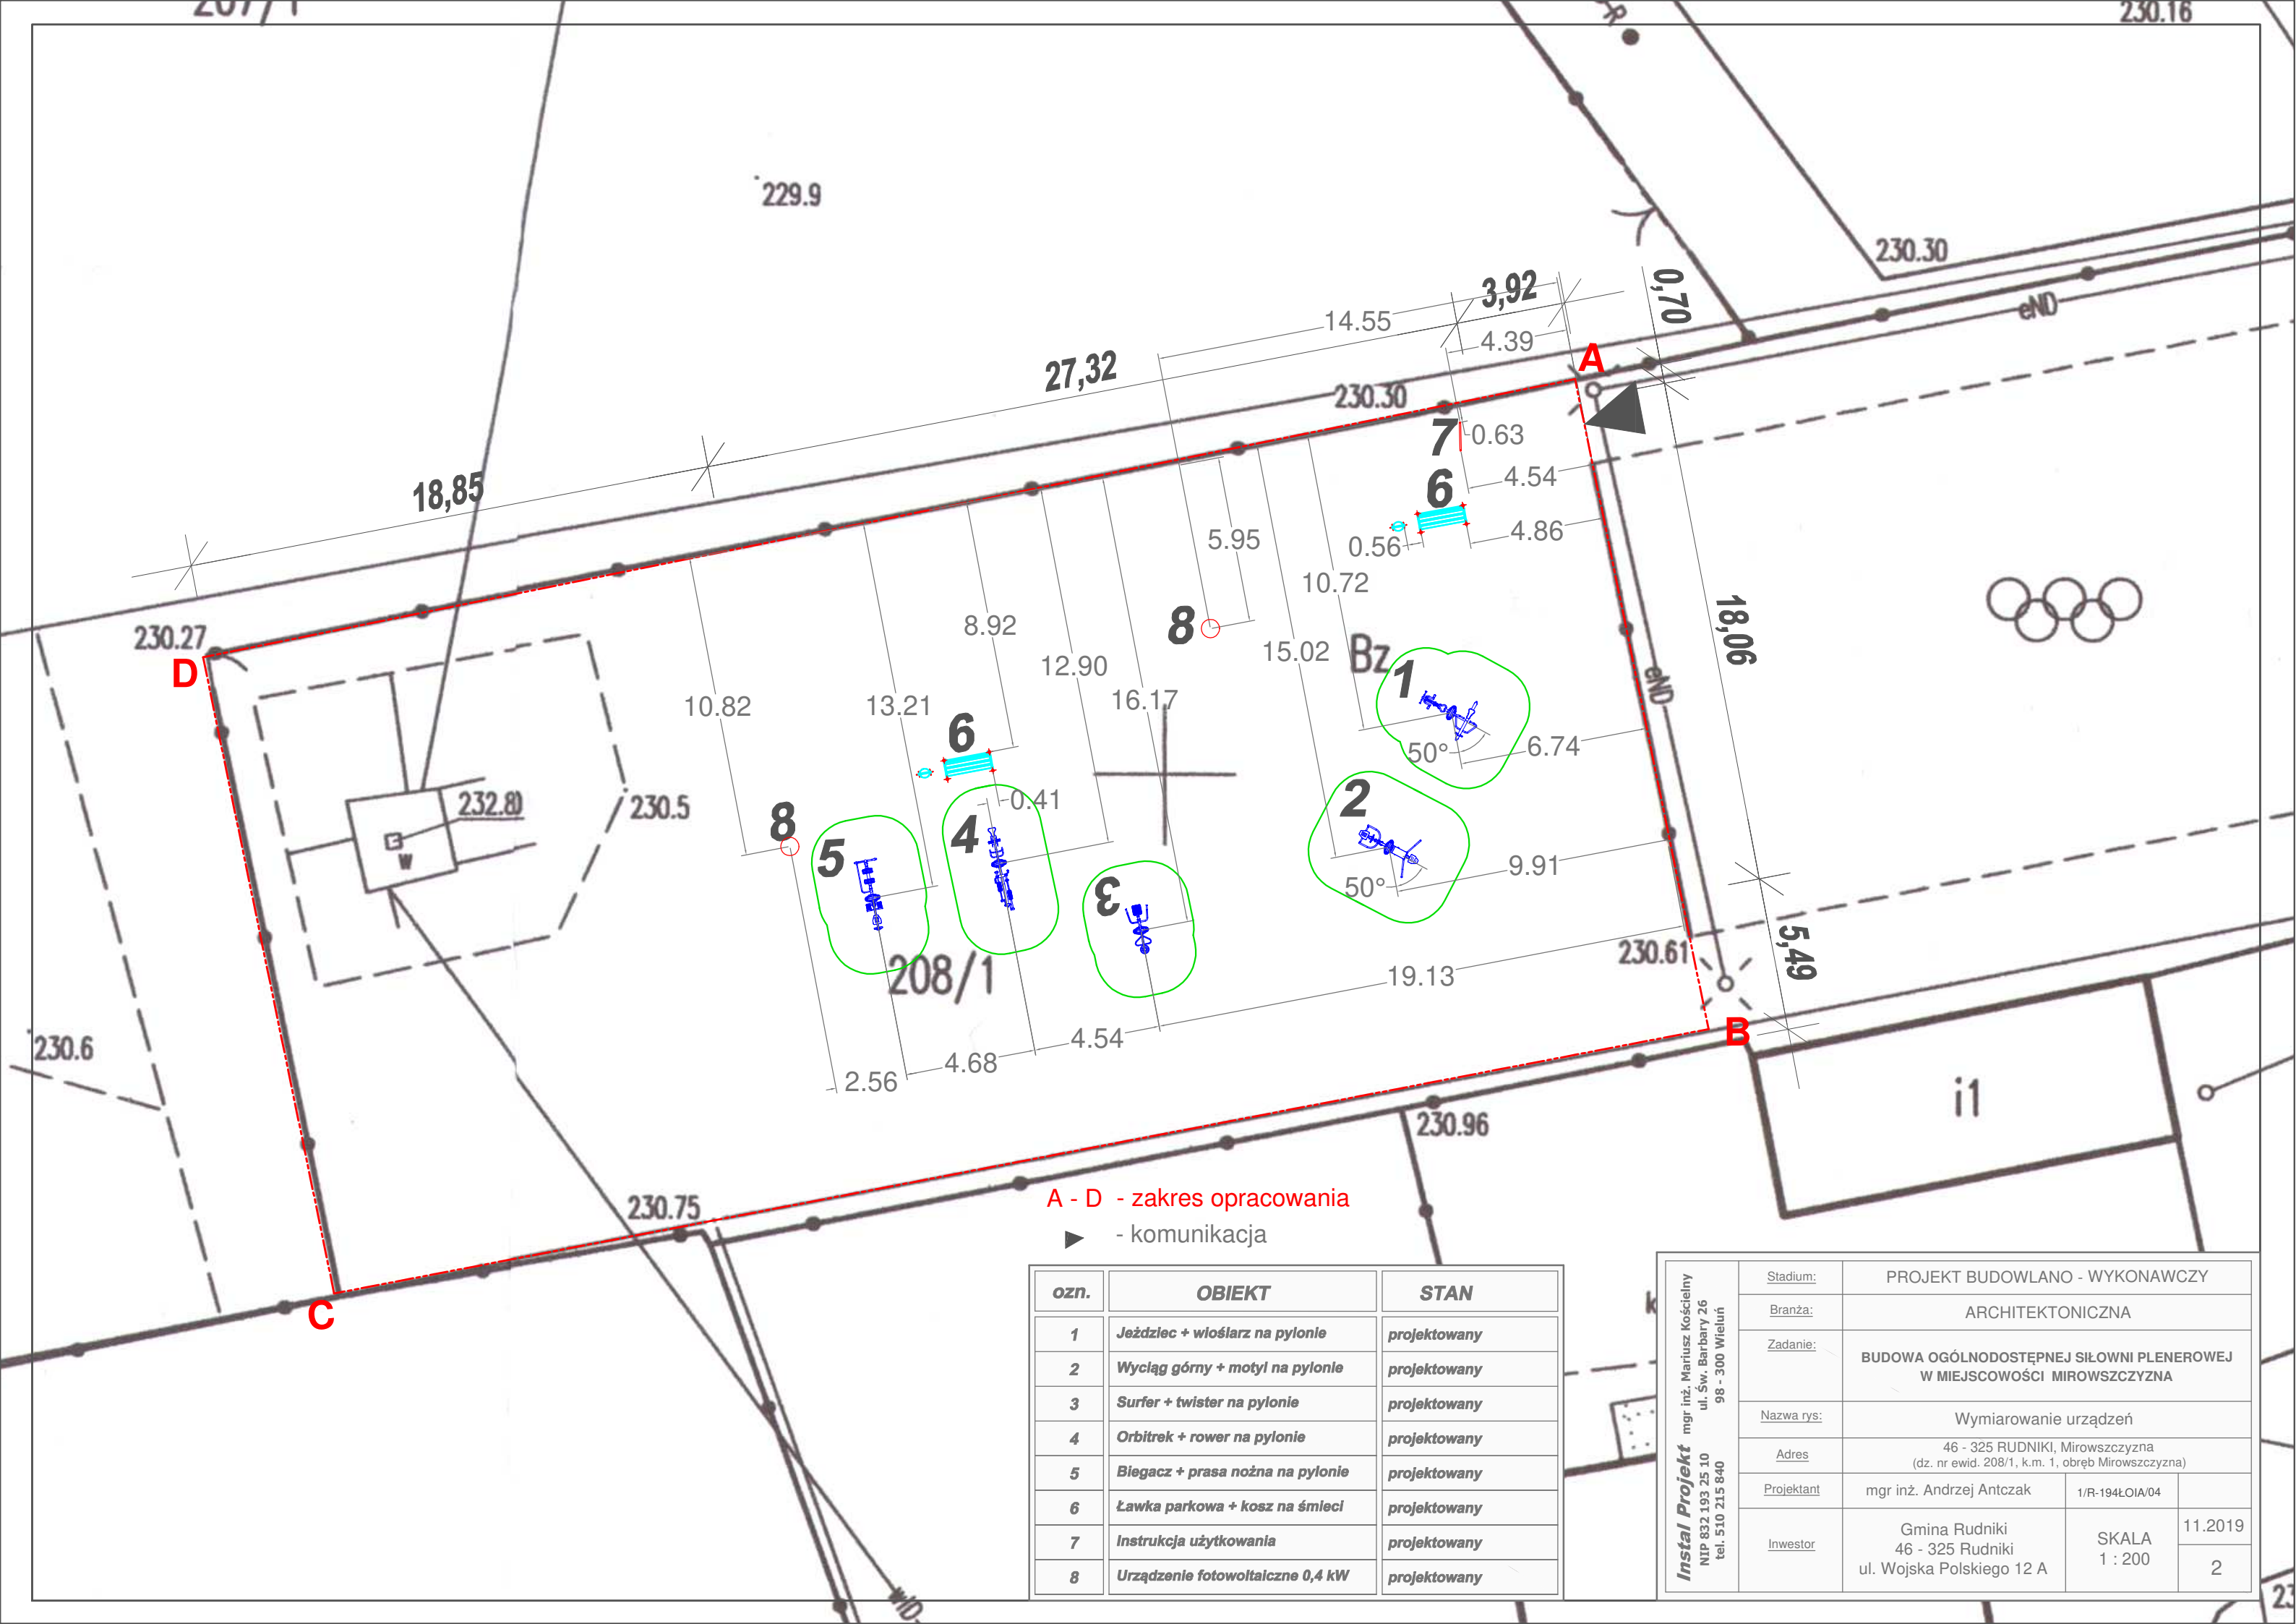 207/1
R
230.16
229.9
230.30
eND
0,70
3,92
14.55
4.39
A
27,32
230.30
7
0.63
18,85
4.54
6
5.95
0.56
4.86
10.72
230.27
D
8.92
8
15.02
Bz
1
18,06
eND
12.90
10.82
13.21
16.17
6
50°
6.74
232.8
230.5
0.41
2
8
5
4
W
3
9.91
50°
208/1
230.61
5,49
19.13
230.6
4.54
B
4.68
2.56
i1
230.96
230.75
C
A - D - zakres opracowania
- komunikacja
ozn. OBIEKT STAN
1 Jeździec + wioślarz na pylonie projektowany
2 Wyciąg górny + motyl na pylonie projektowany
3 Surfer + twister na pylonie projektowany
4 Orbitrek + rower na pylonie projektowany
5 Biegacz + prasa nożna na pylonie projektowany
6 Ławka parkowa + kosz na śmieci projektowany
7 Instrukcja użytkowania projektowany
8 Urządzenie fotowoltaiczne 0,4 kW projektowany
k
Instal Projekt mgr inż. Mariusz Kościelny
ul. Św. Barbary 26
98 - 300 Wieluń
NIP 832 193 25 10
tel. 510 215 840
Stadium: PROJEKT BUDOWLANO - WYKONAWCZY
Branża: ARCHITEKTONICZNA
Zadanie: BUDOWA OGÓLNODOSTĘPNEJ SIŁOWNI PLENEROWEJ
W MIEJSCOWOŚCI MIROWSZCZYZNA
Nazwa rys: Wymiarowanie urządzeń
Adres 46 - 325 RUDNIKI, Mirowszczyzna
(dz. nr ewid. 208/1, k.m. 1, obręb Mirowszczyzna)
Projektant mgr inż. Andrzej Antczak 1/R-194ŁOIA/04
Inwestor Gmina Rudniki
46 - 325 Rudniki
ul. Wojska Polskiego 12 A
SKALA
1 : 200
11.2019
2